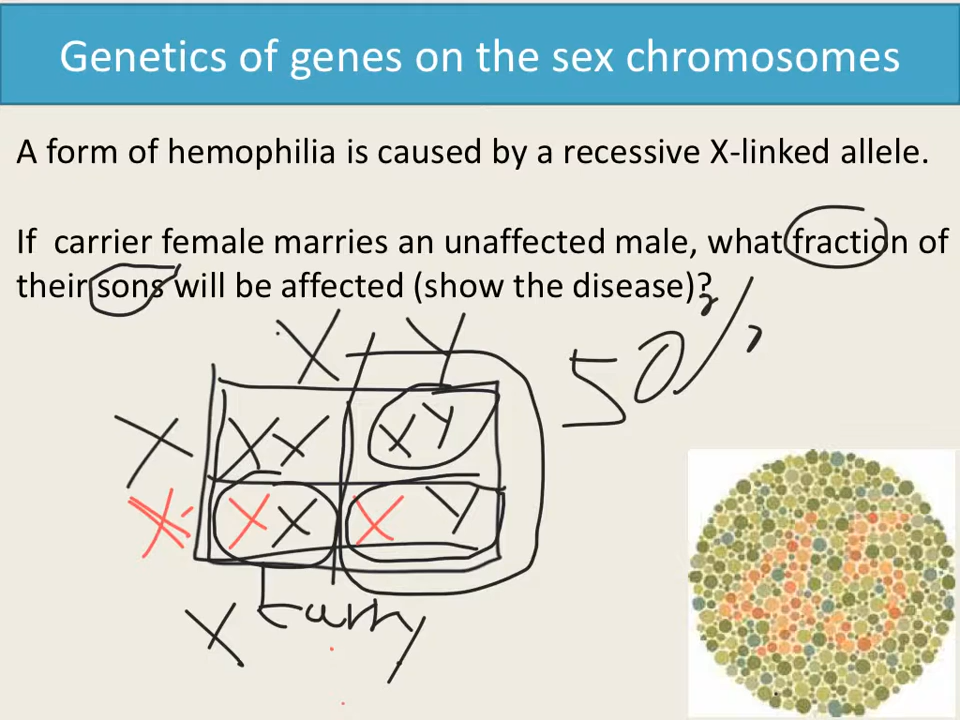 Genetics of genes on the sex chromosomes
A form of hemophilia is caused by a recessive X-linked allele.
If carrier female marries an unaffected male, what fraction of
their sons will be affected (show the disease)?
50%
X Y
X XX XY
X XX XY
X carry
45